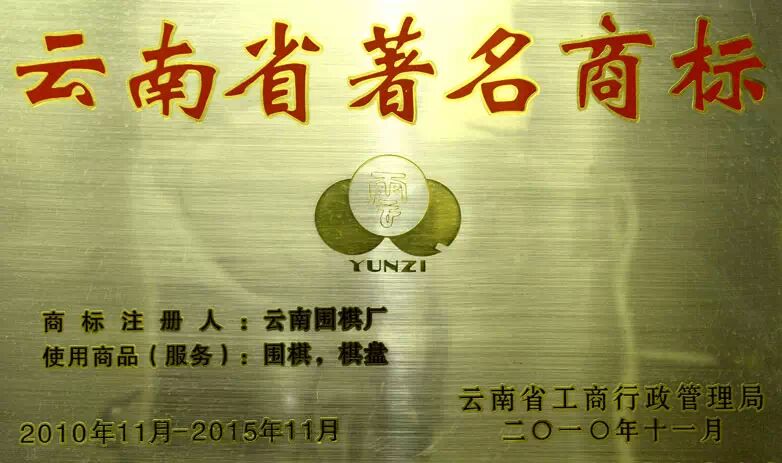 云南省著名商标
雲
YUNZI
商标注册人：云南围棋厂
使用商品（服务）：围棋，棋盘
云南省工商行政管理局
2010年11月-2015年11月
二〇一〇年十一月